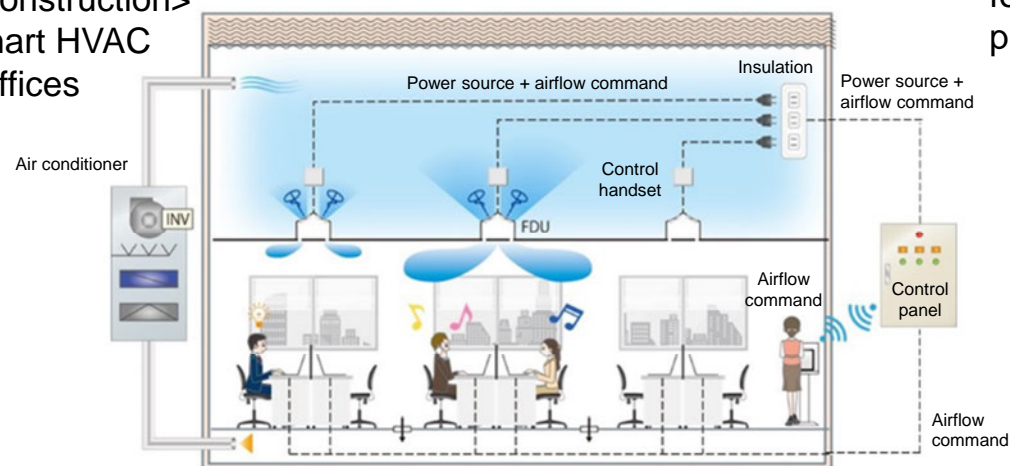 onstruction>
art HVAC
ffices
Insulation
Power source + airflow command
Power source +
airflow command
Air conditioner
Control
handset
INV
FDU
Airflow
command
Control
panel
Airflow
command